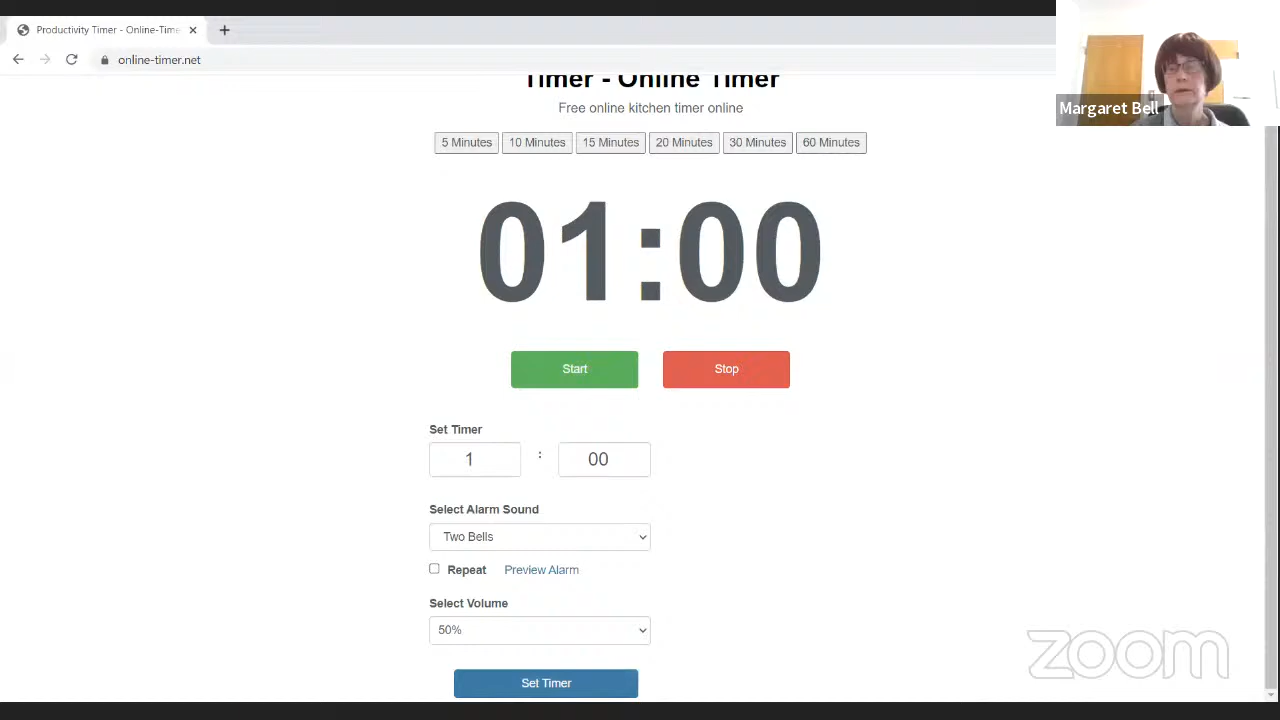 Productivity Timer - Online-Time
online-timer.net
Timer - Online Timer
Free online kitchen timer online
5 Minutes 10 Minutes 15 Minutes 20 Minutes 30 Minutes 60 Minutes
01:00
Start Stop
Set Timer
1 : 00
Select Alarm Sound
Two Bells
Repeat Preview Alarm
Select Volume
50%
Set Timer
Margaret Bell
zoom